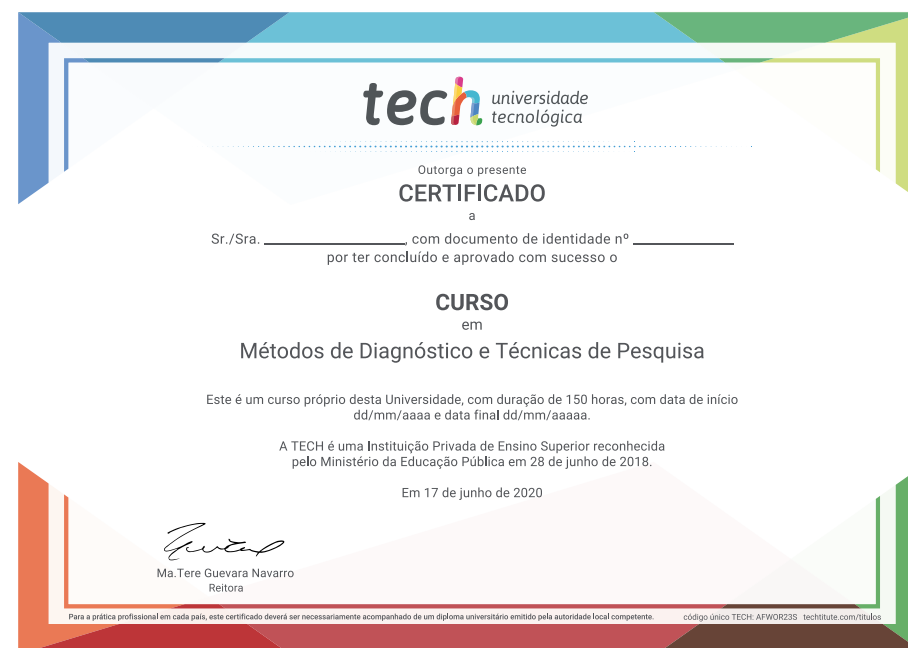 tech universidade
tecnológica
Outorga o presente
CERTIFICADO
a
Sr./Sra. ____________, com documento de identidade nº ____________
por ter concluído e aprovado com sucesso o
CURSO
em
Métodos de Diagnóstico e Técnicas de Pesquisa
Este é um curso próprio desta Universidade, com duração de 150 horas, com data de início
dd/mm/aaaa e data final dd/mm/aaaaa.
A TECH é uma Instituição Privada de Ensino Superior reconhecida
pelo Ministério da Educação Pública em 28 de junho de 2018.
Em 17 de junho de 2020
Ma.Tere Guevara Navarro
Reitora
Para a prática profissional em cada país, este certificado deverá ser necessariamente acompanhado de um diploma universitário emitido pela autoridade local competente. código único TECH: AFWOR23S techtitute.com/titulos